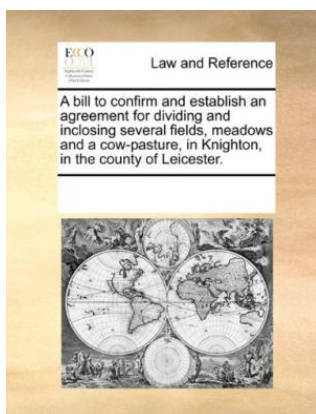 ECCO
Law and Reference
A bill to confirm and establish an
agreement for dividing and
inclosing several fields, meadows
and a cow-pasture, in Knighton,
in the county of Leicester.